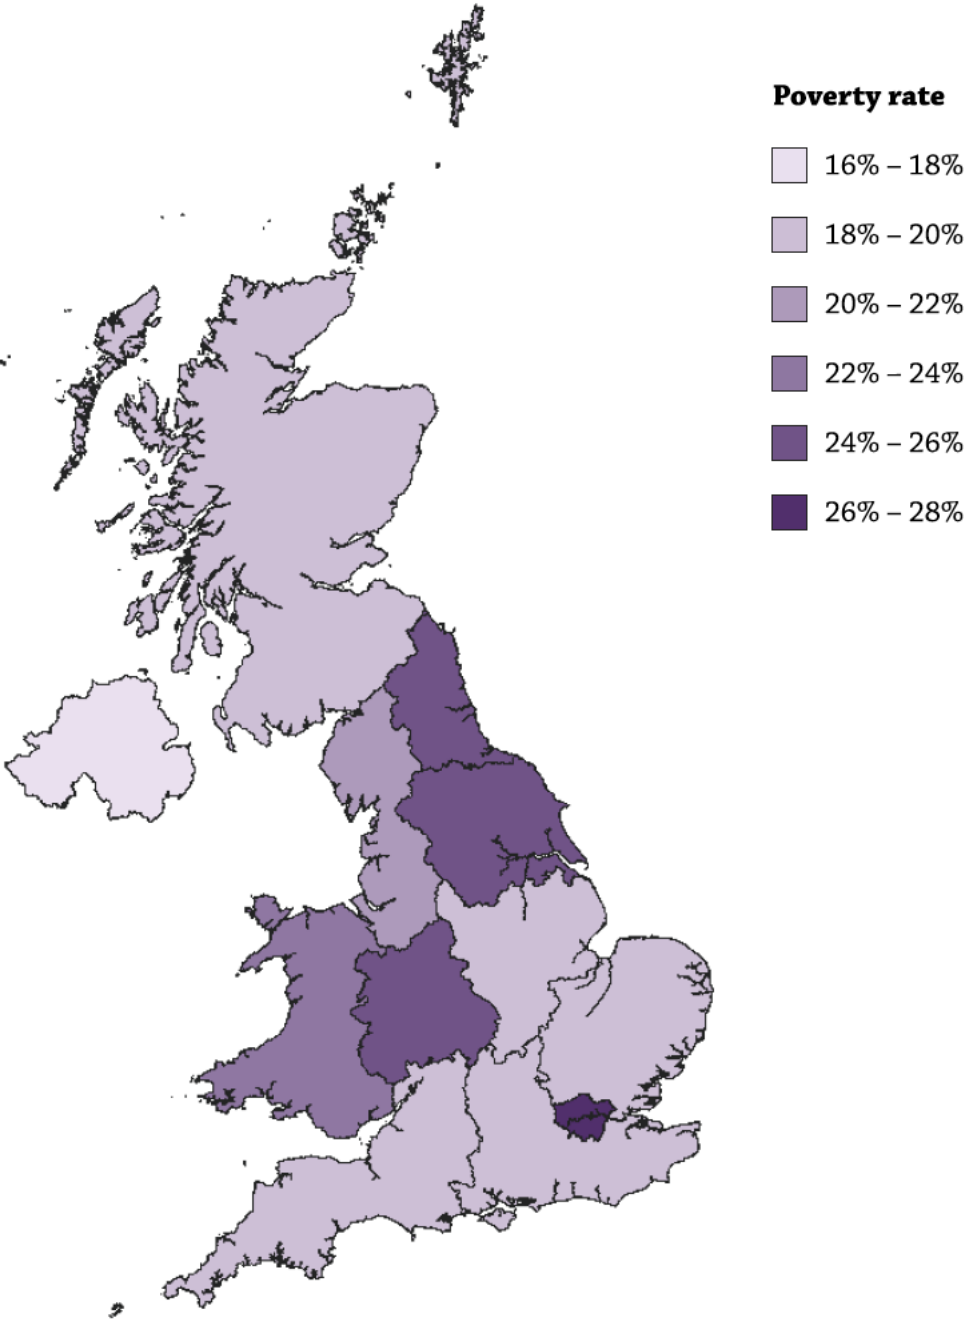 Poverty rate
16% – 18%
18% – 20%
20% – 22%
22% – 24%
24% – 26%
26% – 28%